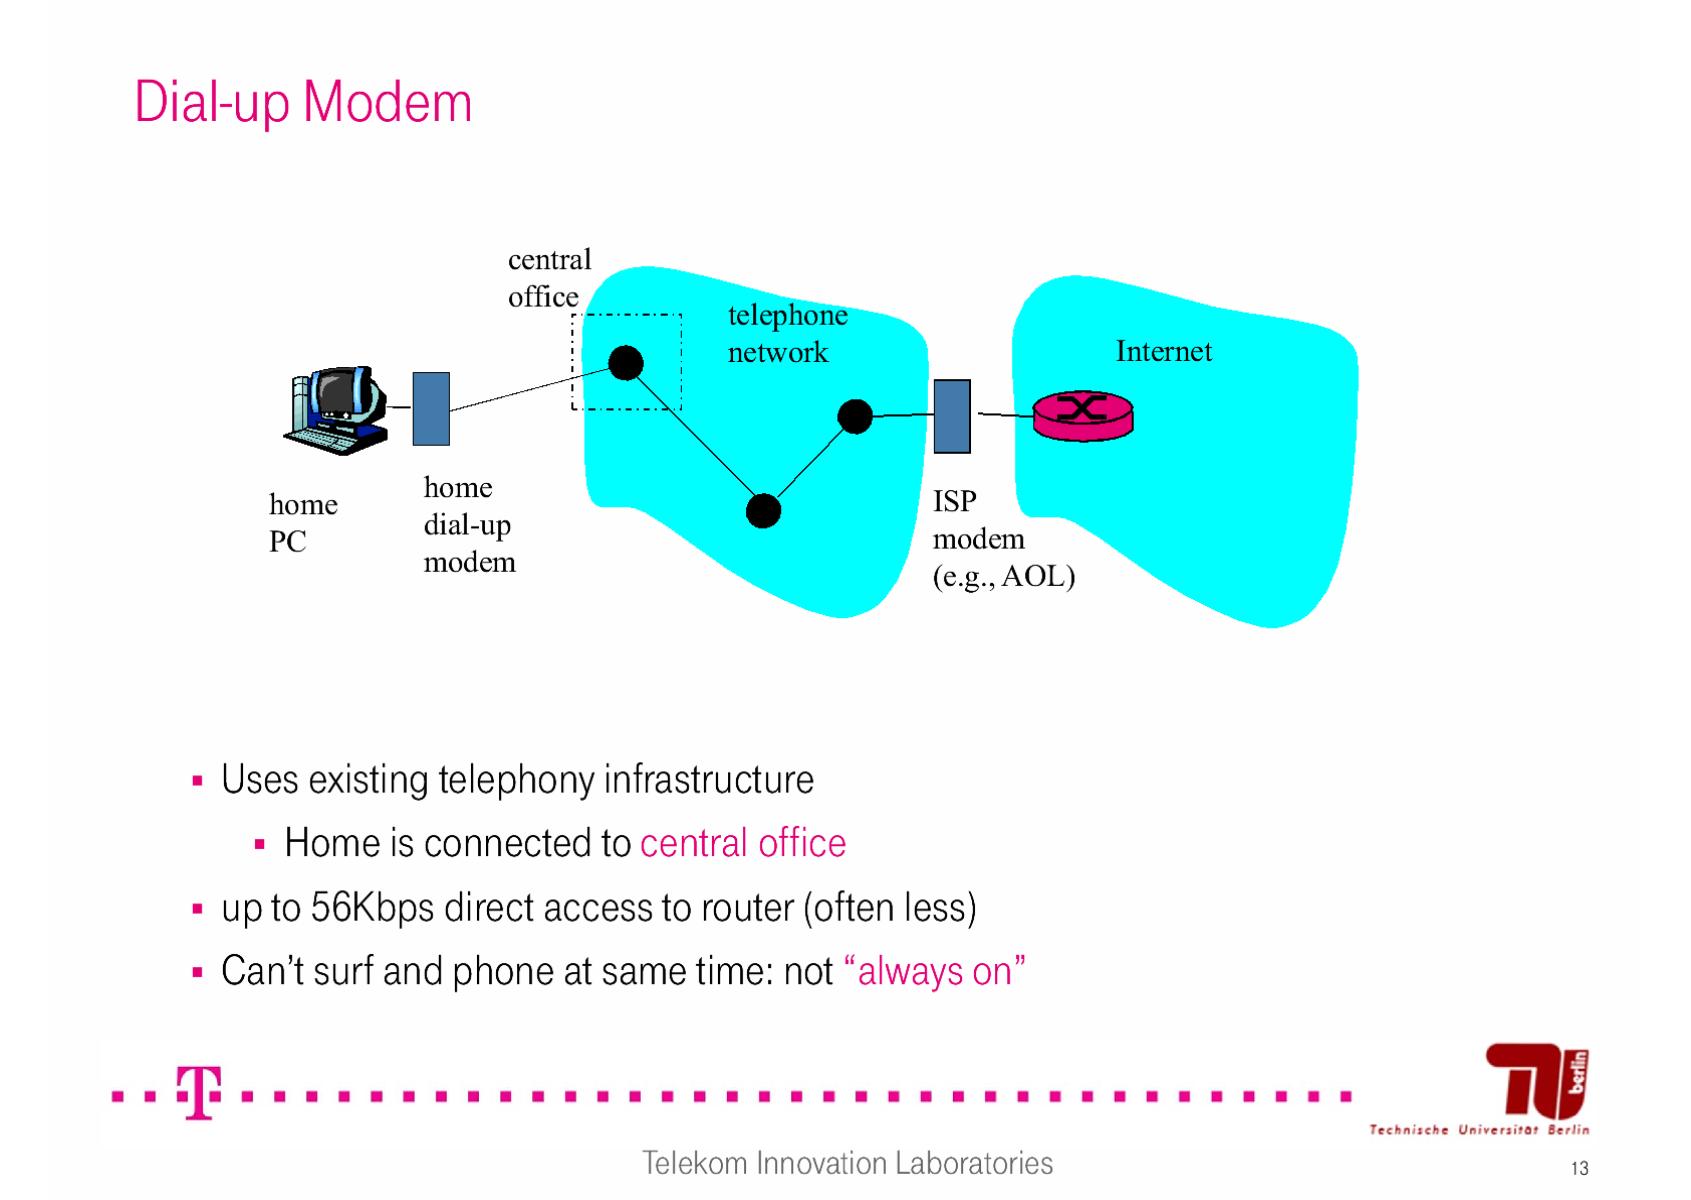 Dial-up Modem
central
office
telephone
network
Internet
home
PC
home
dial-up
modem
ISP
modem
(e.g., AOL)
▪ Uses existing telephony infrastructure
▪ Home is connected to central office
▪ up to 56Kbps direct access to router (often less)
▪ Can’t surf and phone at same time: not “always on”
T
berlin
Technische Universität Berlin
Telekom Innovation Laboratories
13